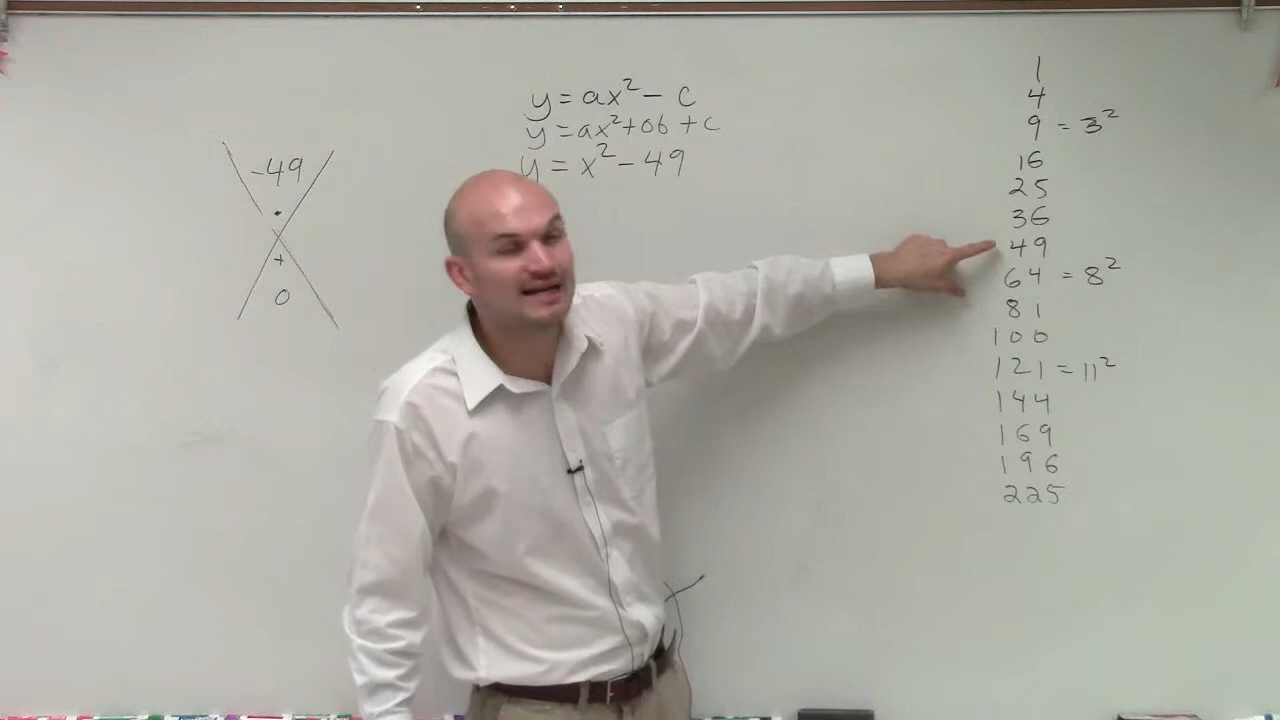 -49
.
+
0
y = ax² - c
y = ax² + 0b + c
y = x² - 49
1
4
9 = 3²
16
25
36
49
64 = 8²
81
100
121 = 11²
144
169
196
225